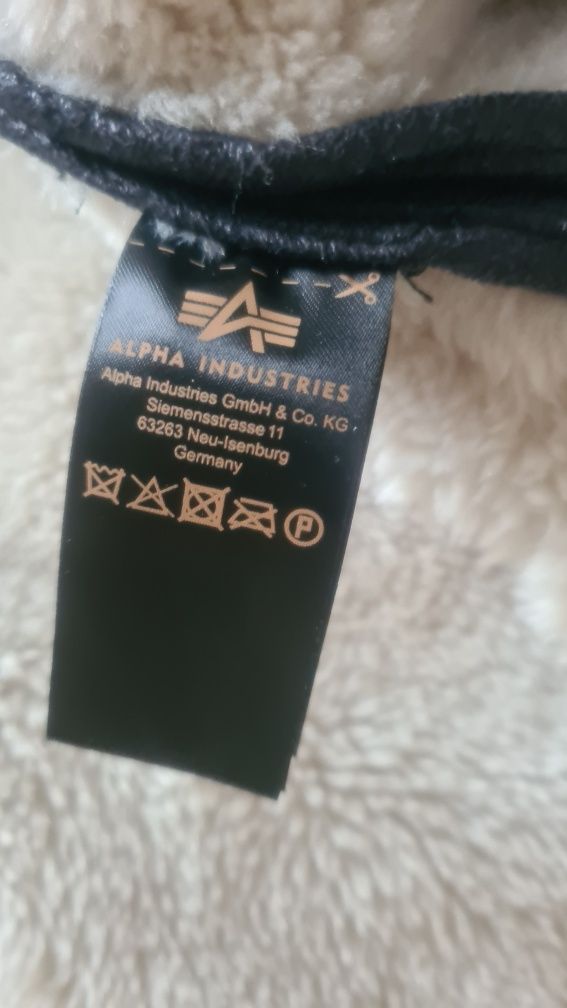 ALPHA INDUSTRIES
Alpha Industries GmbH & Co. KG
Siemensstrasse 11
63263 Neu-Isenburg
Germany
P